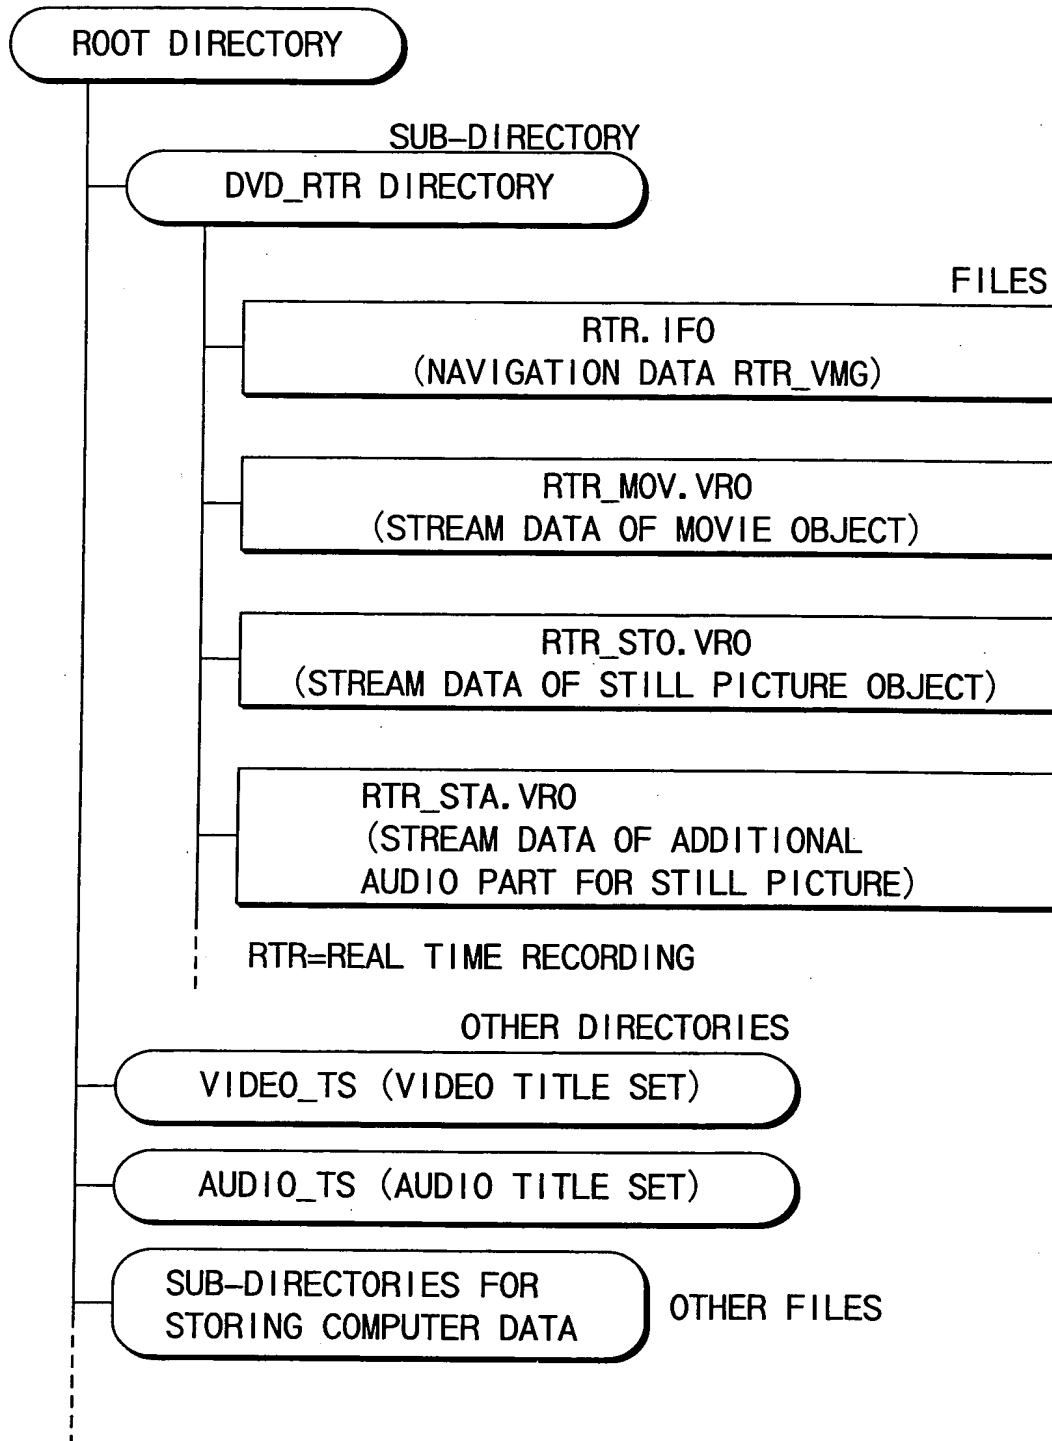 ROOT DIRECTORY
SUB-DIRECTORY
DVD_RTR DIRECTORY
FILES
RTR.IFO
(NAVIGATION DATA RTR_VMG)
RTR_MOV.VRO
(STREAM DATA OF MOVIE OBJECT)
RTR_STO.VRO
(STREAM DATA OF STILL PICTURE OBJECT)
RTR_STA.VRO
(STREAM DATA OF ADDITIONAL
AUDIO PART FOR STILL PICTURE)
RTR=REAL TIME RECORDING
OTHER DIRECTORIES
VIDEO_TS (VIDEO TITLE SET)
AUDIO_TS (AUDIO TITLE SET)
SUB-DIRECTORIES FOR
STORING COMPUTER DATA
OTHER FILES